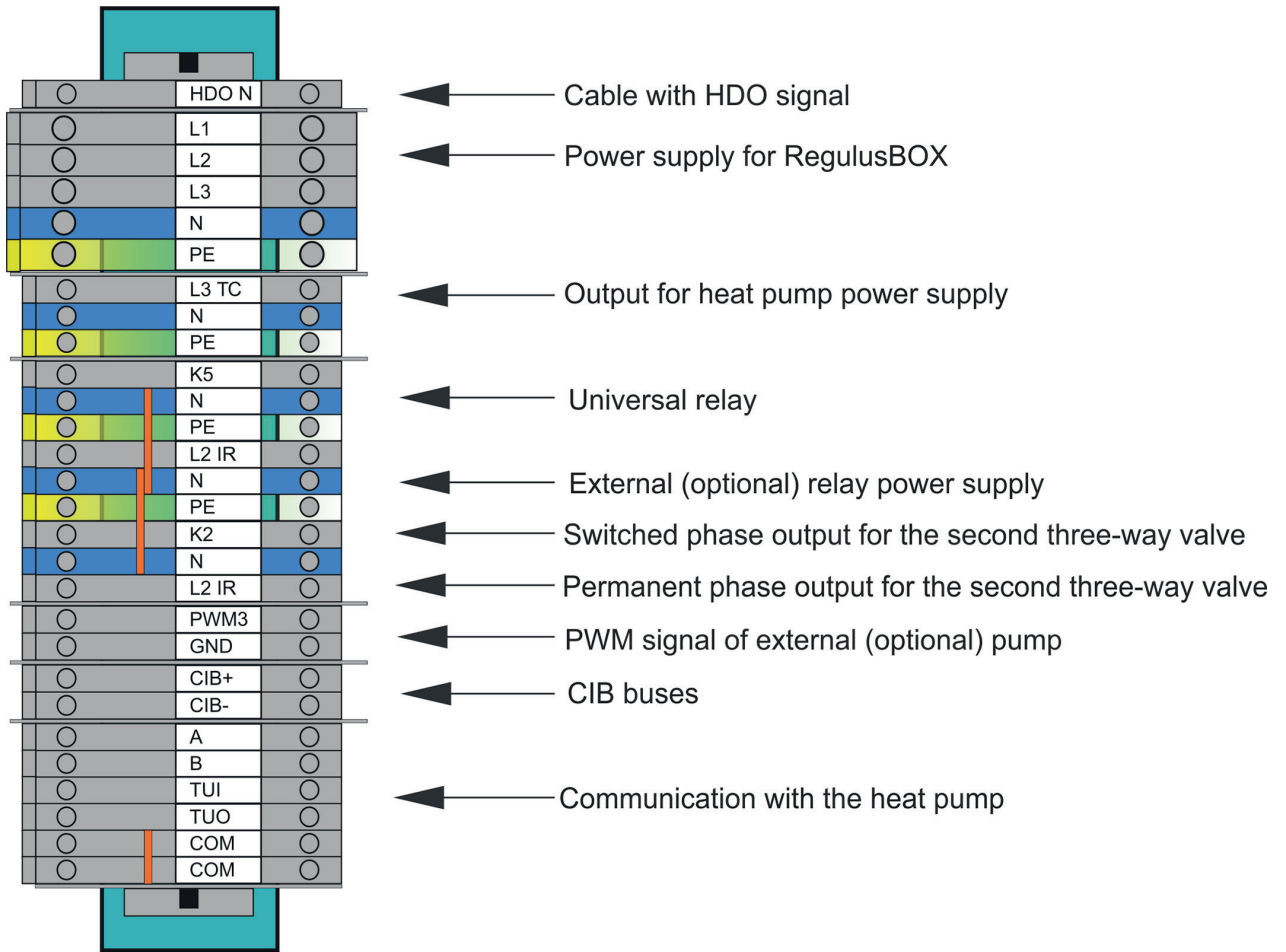 HDO N
Cable with HDO signal
L1
L2
Power supply for RegulusBOX
L3
N
PE
L3 TC
Output for heat pump power supply
N
PE
K5
N
Universal relay
PE
L2 IR
N
External (optional) relay power supply
PE
K2
Switched phase output for the second three-way valve
N
L2 IR
Permanent phase output for the second three-way valve
PWM3
GND
PWM signal of external (optional) pump
CIB+
CIB buses
CIB-
A
B
TUI
Communication with the heat pump
TUO
COM
COM